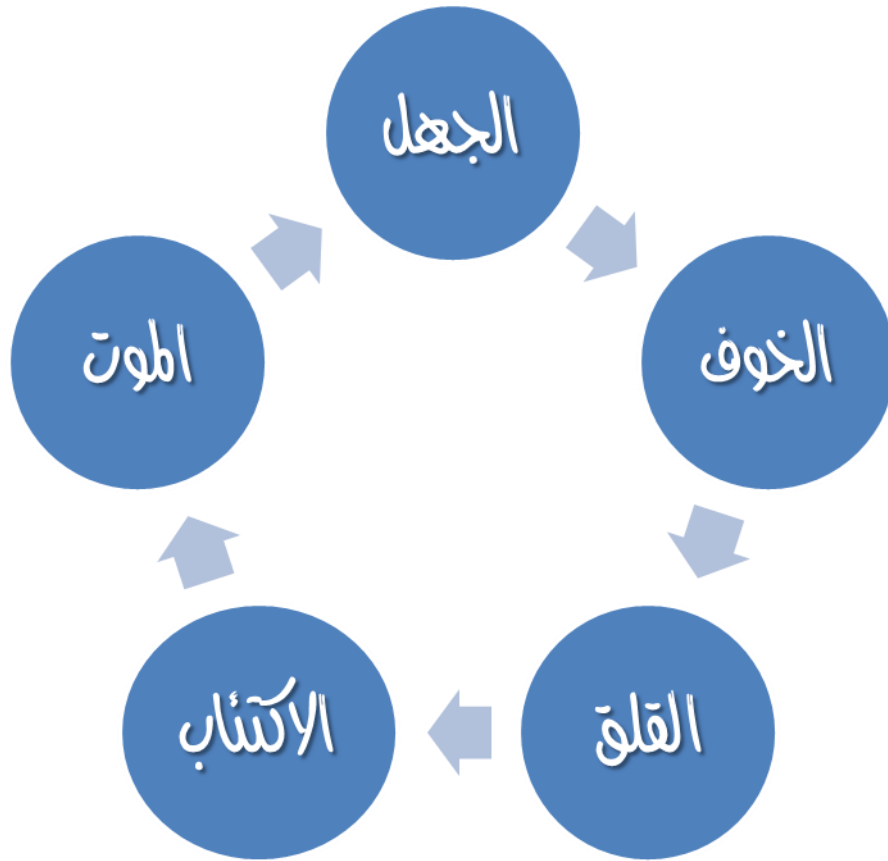 الجهل
الخوف
القلق
الاكتئاب
الموت